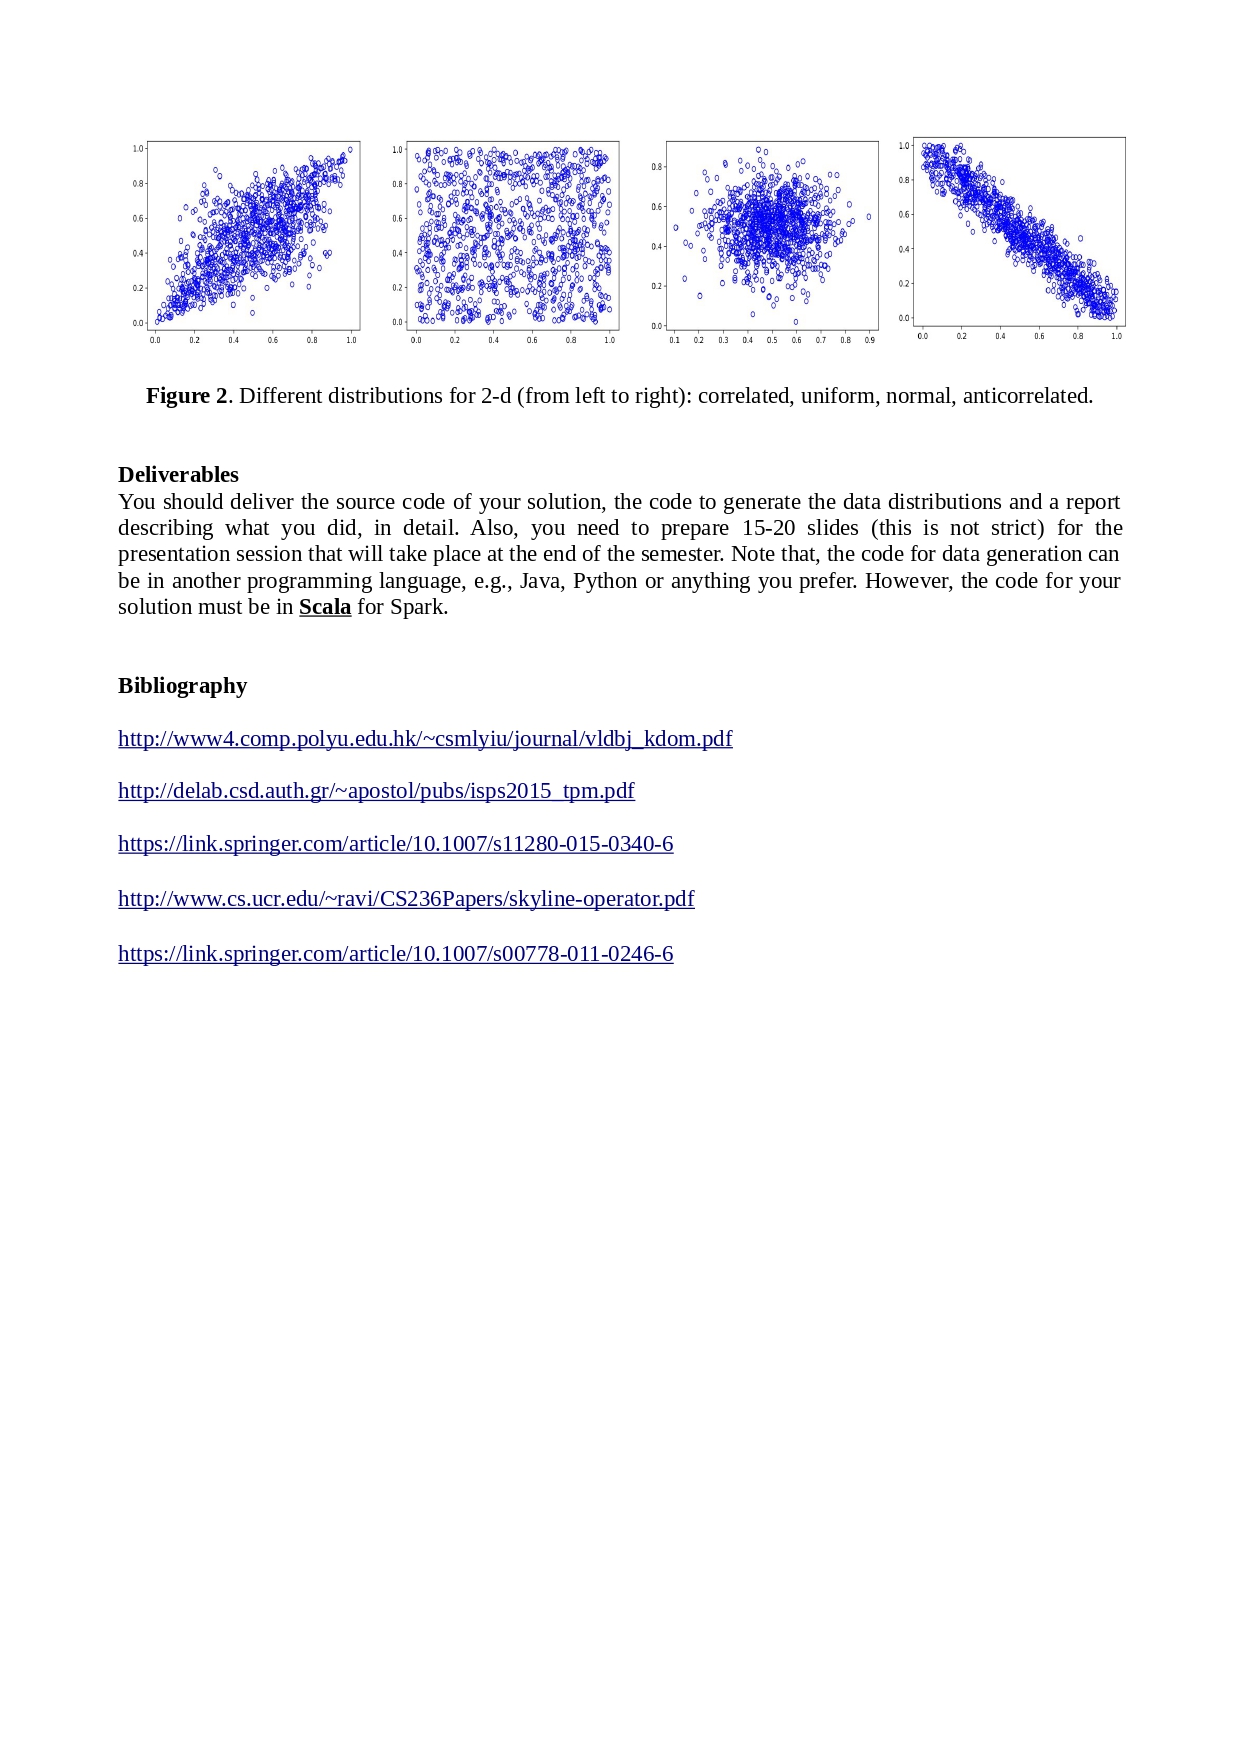 1.0
0.8
0.6
0.4
0.2
0.0
0.0 0.2 0.4 0.6 0.8 1.0
1.0
0.8
0.6
0.4
0.2
0.0
0.0 0.2 0.4 0.6 0.8 1.0
0.8
0.6
0.4
0.2
0.0
0.1 0.2 0.3 0.4 0.5 0.6 0.7 0.8 0.9
1.0
0.8
0.6
0.4
0.2
0.0
0.0 0.2 0.4 0.6 0.8 1.0
Figure 2. Different distributions for 2-d (from left to right): correlated, uniform, normal, anticorrelated.
Deliverables
You should deliver the source code of your solution, the code to generate the data distributions and a report
describing what you did, in detail. Also, you need to prepare 15-20 slides (this is not strict) for the
presentation session that will take place at the end of the semester. Note that, the code for data generation can
be in another programming language, e.g., Java, Python or anything you prefer. However, the code for your
solution must be in Scala for Spark.
Bibliography
http://www4.comp.polyu.edu.hk/~csmlyiu/journal/vldbj_kdom.pdf
http://delab.csd.auth.gr/~apostol/pubs/isps2015_tpm.pdf
https://link.springer.com/article/10.1007/s11280-015-0340-6
http://www.cs.ucr.edu/~ravi/CS236Papers/skyline-operator.pdf
https://link.springer.com/article/10.1007/s00778-011-0246-6